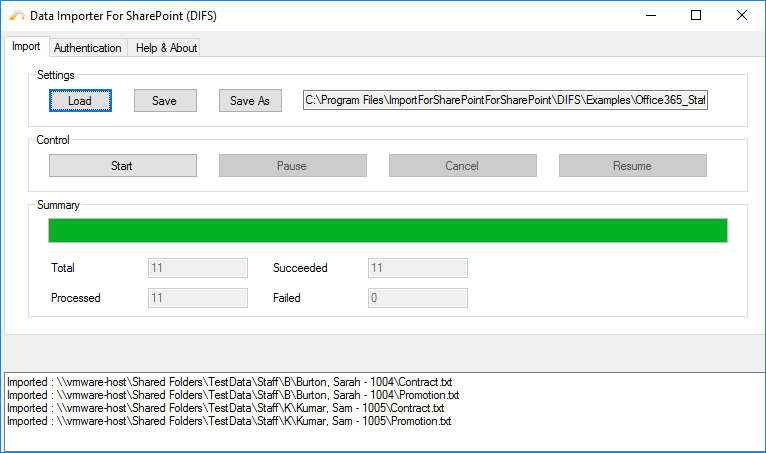 Data Importer For SharePoint (DIFS)
Import Authentication Help & About
Settings
Load Save Save As C:\Program Files\ImportForSharePointForSharePoint\DIFS\Examples\Office365_Staf
Control
Start Pause Cancel Resume
Summary
Total 11 Succeeded 11
Processed 11 Failed 0
Imported : \\vmware-host\Shared Folders\TestData\Staff\B\Burton, Sarah - 1004\Contract.txt
Imported : \\vmware-host\Shared Folders\TestData\Staff\B\Burton, Sarah - 1004\Promotion.txt
Imported : \\vmware-host\Shared Folders\TestData\Staff\K\Kumar, Sam - 1005\Contract.txt
Imported : \\vmware-host\Shared Folders\TestData\Staff\K\Kumar, Sam - 1005\Promotion.txt